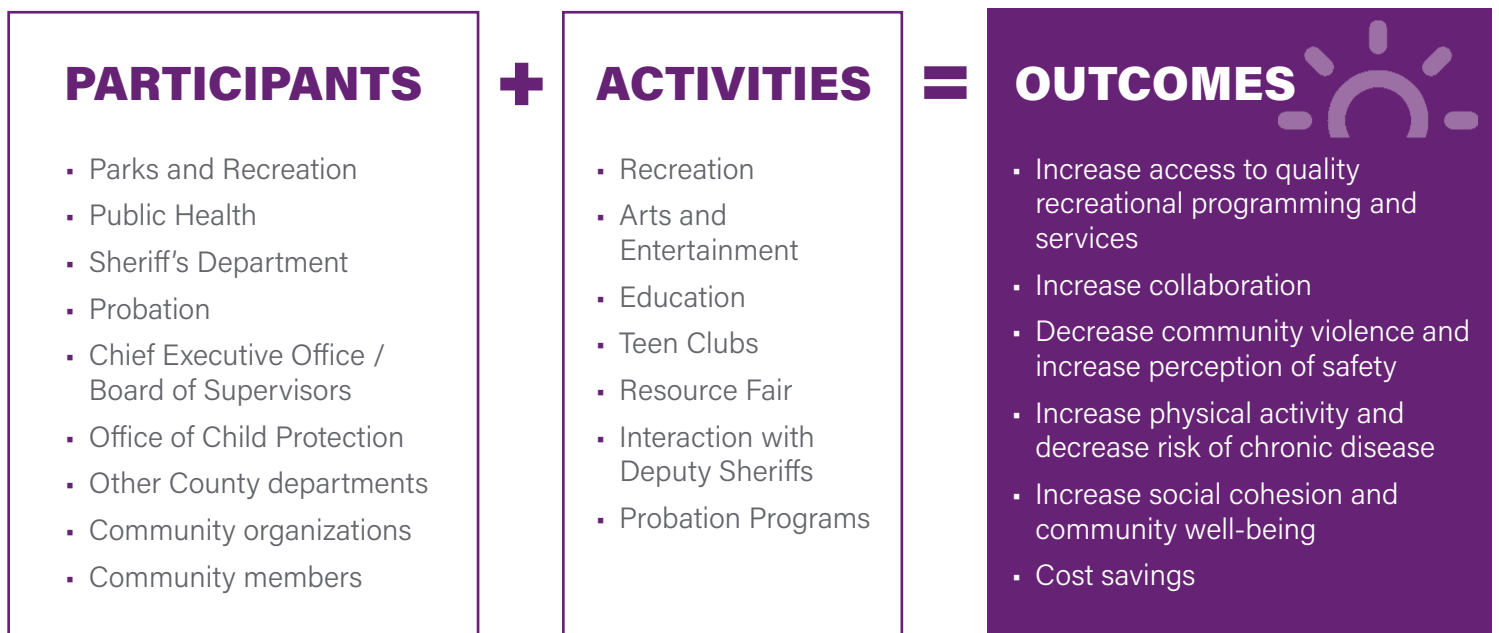 PARTICIPANTS
▪ Parks and Recreation
▪ Public Health
▪ Sheriff’s Department
▪ Probation
▪ Chief Executive Office /
Board of Supervisors
▪ Office of Child Protection
▪ Other County departments
▪ Community organizations
▪ Community members
+
ACTIVITIES
▪ Recreation
▪ Arts and
Entertainment
▪ Education
▪ Teen Clubs
▪ Resource Fair
▪ Interaction with
Deputy Sheriffs
▪ Probation Programs
=
OUTCOMES
▪ Increase access to quality
recreational programming and
services
▪ Increase collaboration
▪ Decrease community violence and
increase perception of safety
▪ Increase physical activity and
decrease risk of chronic disease
▪ Increase social cohesion and
community well-being
▪ Cost savings